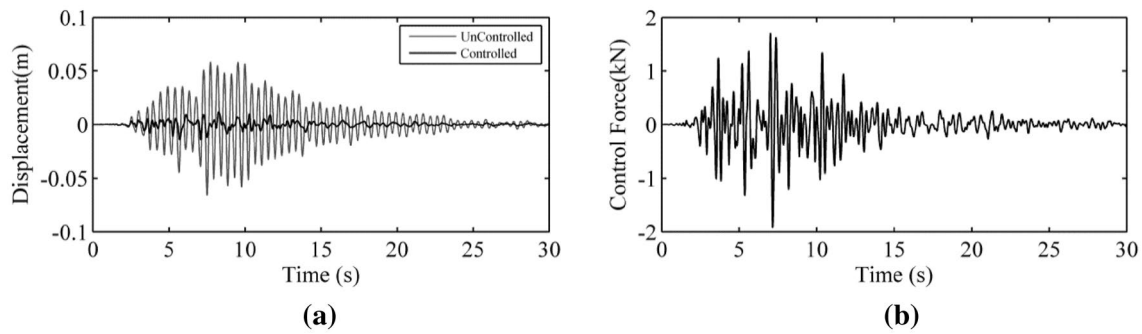 0.1
0.05
0
-0.05
-0.1
Displacement(m)
UnControlled
Controlled
0 5 10 15 20 25 30
Time (s)
(a)
2
1
0
-1
-2
Control Force(kN)
0 5 10 15 20 25 30
Time (s)
(b)